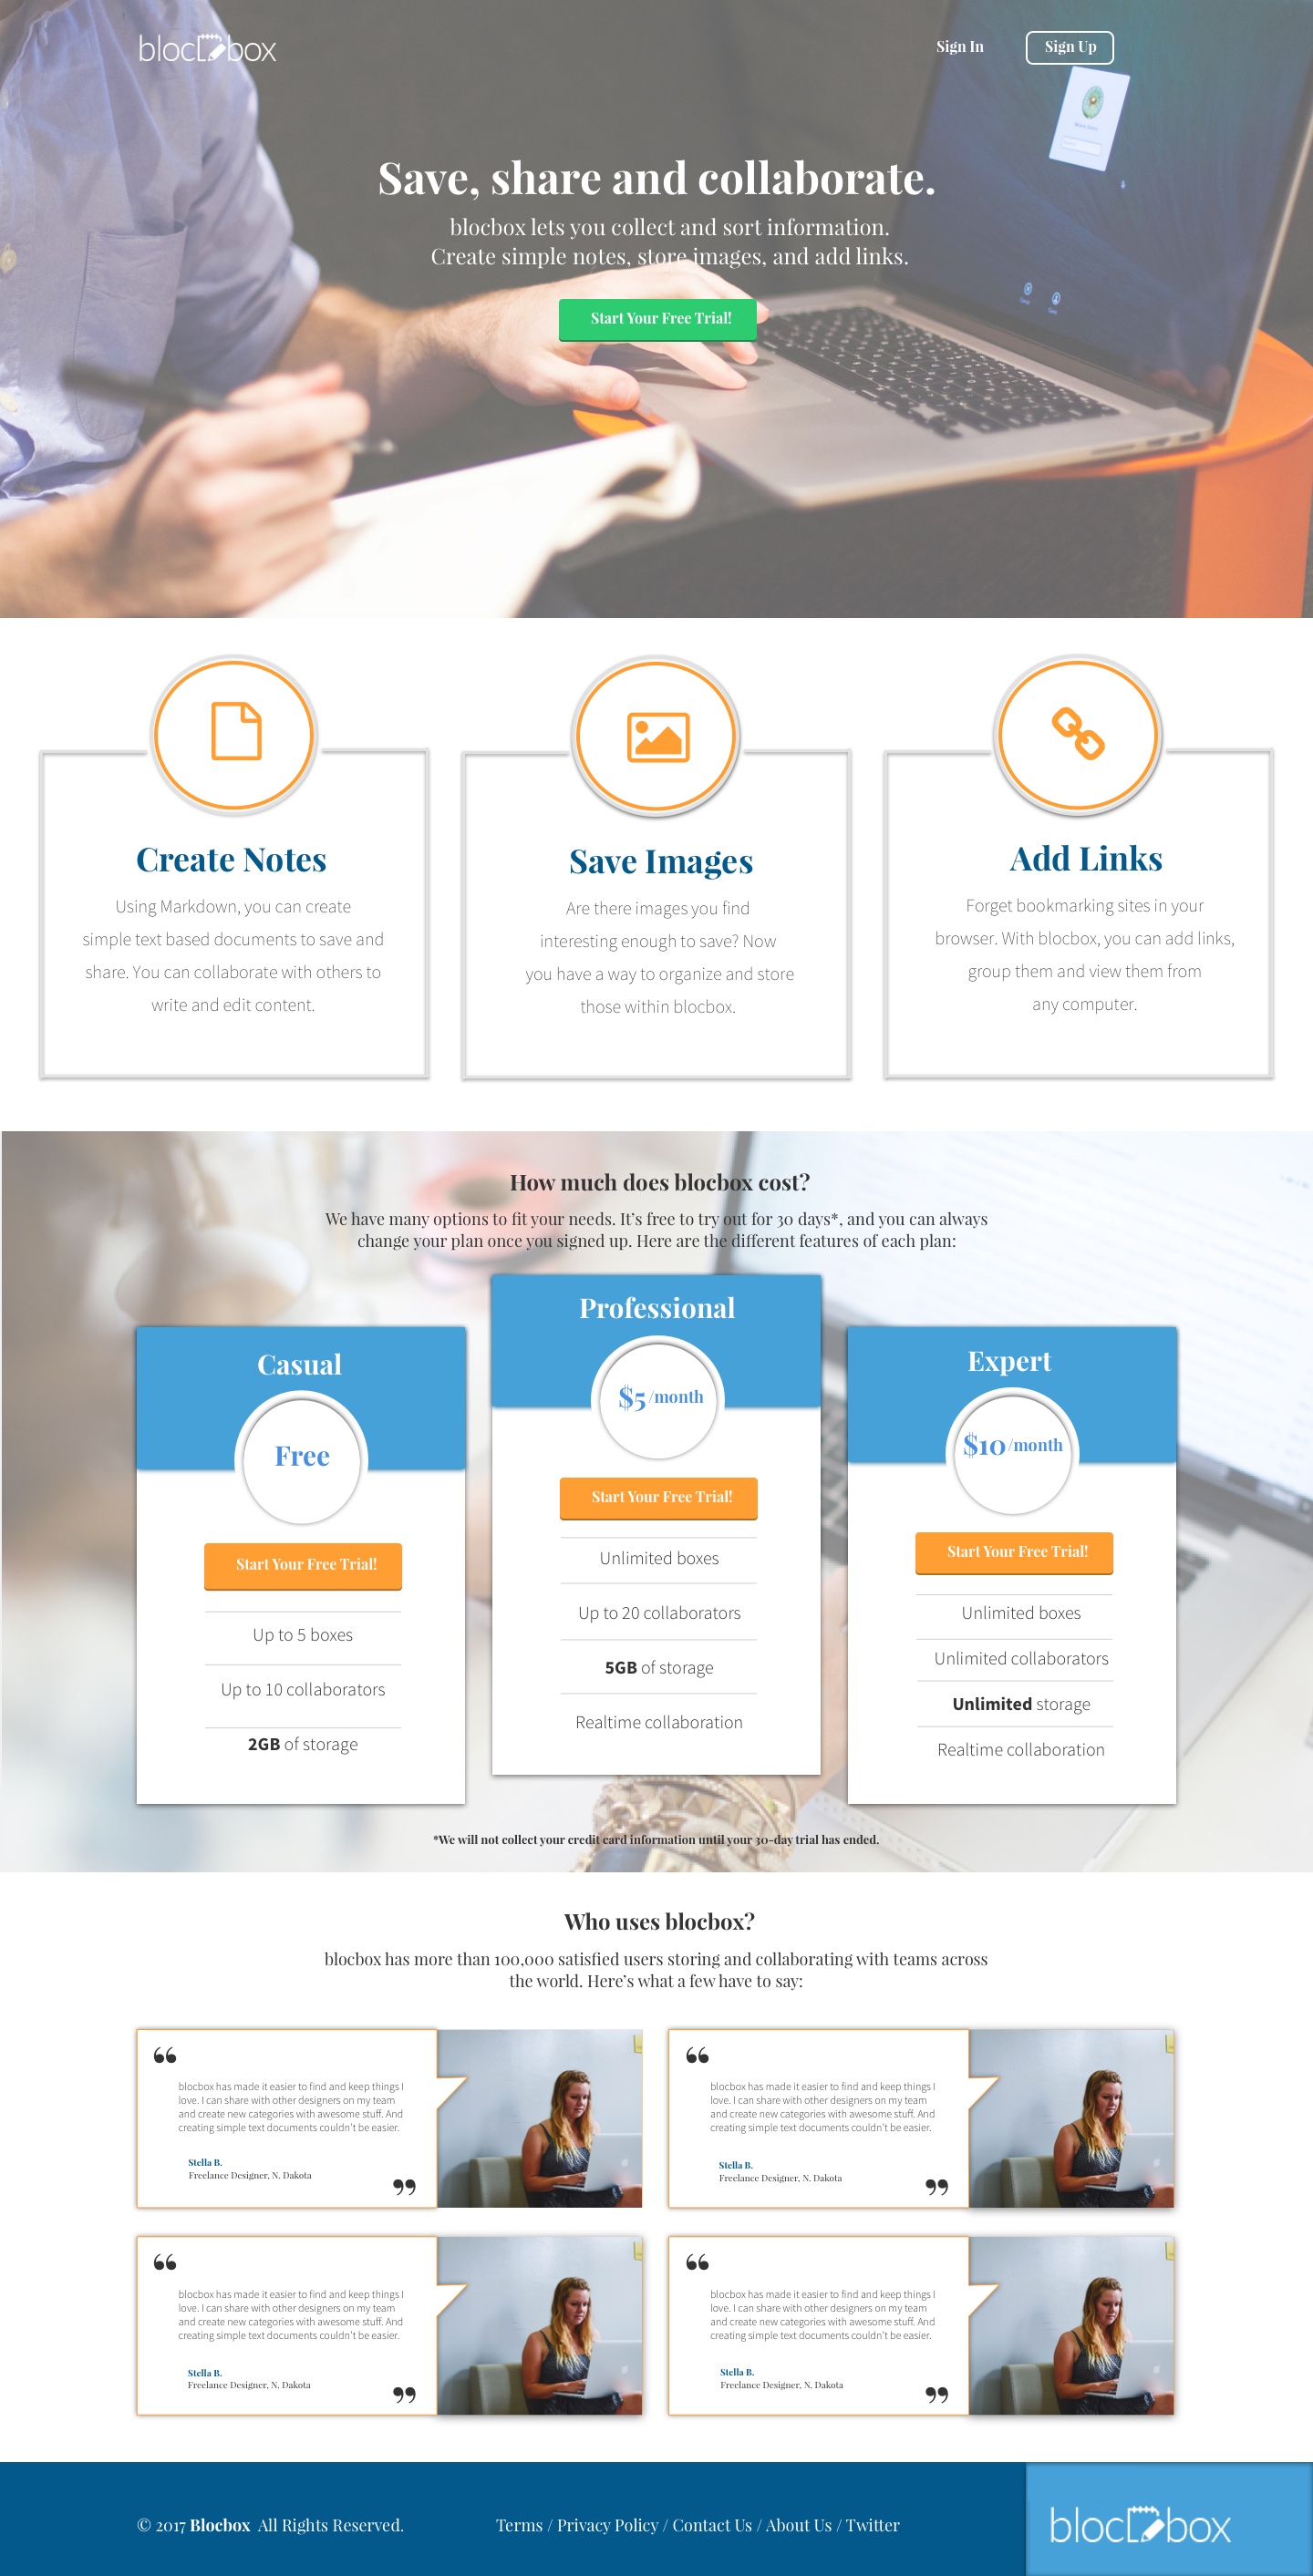 blocbox
Sign In
Sign Up
Save, share and collaborate.
blocbox lets you collect and sort information.
Create simple notes, store images, and add links.
Start Your Free Trial!
Create Notes
Using Markdown, you can create
simple text based documents to save and
share. You can collaborate with others to
write and edit content.
Save Images
Are there images you find
interesting enough to save? Now
you have a way to organize and store
those within blocbox.
Add Links
Forget bookmarking sites in your
browser. With blocbox, you can add links,
group them and view them from
any computer.
How much does blocbox cost?
We have many options to fit your needs. It's free to try out for 30 days*, and you can always
change your plan once you signed up. Here are the different features of each plan:
Casual
Free
Start Your Free Trial!
Up to 5 boxes
Up to 10 collaborators
2GB of storage
Professional
$5/month
Start Your Free Trial!
Unlimited boxes
Up to 20 collaborators
5GB of storage
Realtime collaboration
Expert
$10/month
Start Your Free Trial!
Unlimited boxes
Unlimited collaborators
Unlimited storage
Realtime collaboration
*We will not collect your credit card information until your 30-day trial has ended.
Who uses blocbox?
blocbox has more than 100,000 satisfied users storing and collaborating with teams across
the world. Here's what a few have to say:
“
blocbox has made it easier to find and keep things I
love. I can share with other designers on my team
and create new categories with awesome stuff. And
creating simple text documents couldn't be easier.
Stella B.
Freelance Designer, N. Dakota
”
“
blocbox has made it easier to find and keep things I
love. I can share with other designers on my team
and create new categories with awesome stuff. And
creating simple text documents couldn't be easier.
Stella B.
Freelance Designer, N. Dakota
”
“
blocbox has made it easier to find and keep things I
love. I can share with other designers on my team
and create new categories with awesome stuff. And
creating simple text documents couldn't be easier.
Stella B.
Freelance Designer, N. Dakota
”
“
blocbox has made it easier to find and keep things I
love. I can share with other designers on my team
and create new categories with awesome stuff. And
creating simple text documents couldn't be easier.
Stella B.
Freelance Designer, N. Dakota
”
© 2017 Blocbox All Rights Reserved.
Terms / Privacy Policy / Contact Us / About Us / Twitter
blocbox